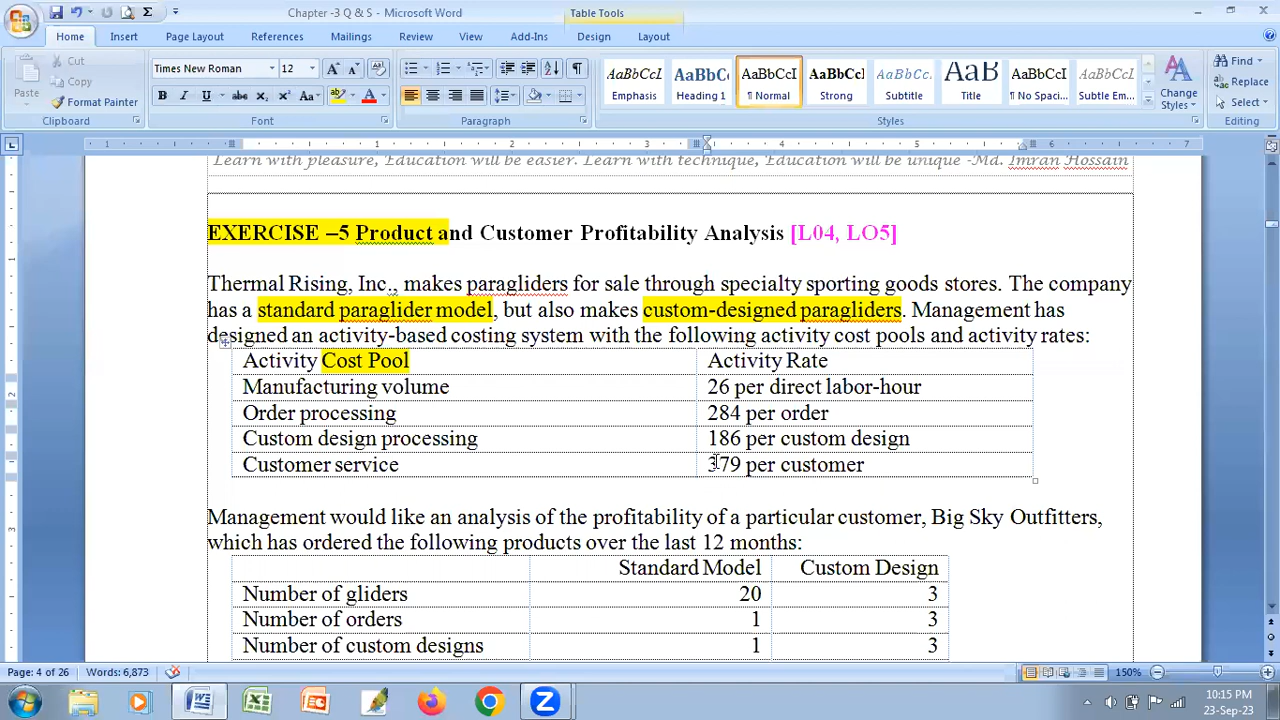 Chapter -3 Q & S - Microsoft Word
Table Tools
Home Insert Page Layout References Mailings Review View Add-Ins Design Layout
Paste
Cut
Copy
Format Painter
Clipboard
Times New Roman 12
Font
Paragraph
AaBbCcI Emphasis
AaBbCc Heading 1
AaBbCcI ¶ Normal
AaBbCc Strong
AaBbCcI Subtitle
AaB Title
AaBbCcI ¶ No Spaci...
AaBbCcI Subtle Em...
Change Styles
Styles
Find
Replace
Select
Editing
Learn with pleasure, Education will be easier. Learn with technique, Education will be unique -Md. Imran Hossain
EXERCISE –5 Product and Customer Profitability Analysis [L04, LO5]
Thermal Rising, Inc., makes paragliders for sale through specialty sporting goods stores. The company
has a standard paraglider model, but also makes custom-designed paragliders. Management has
designed an activity-based costing system with the following activity cost pools and activity rates:
Activity Cost Pool Activity Rate
Manufacturing volume 26 per direct labor-hour
Order processing 284 per order
Custom design processing 186 per custom design
Customer service 379 per customer
Management would like an analysis of the profitability of a particular customer, Big Sky Outfitters,
which has ordered the following products over the last 12 months:
Standard Model Custom Design
Number of gliders 20 3
Number of orders 1 3
Number of custom designs 1 3
Page: 4 of 26 Words: 6,873 150%
10:15 PM
23-Sep-23